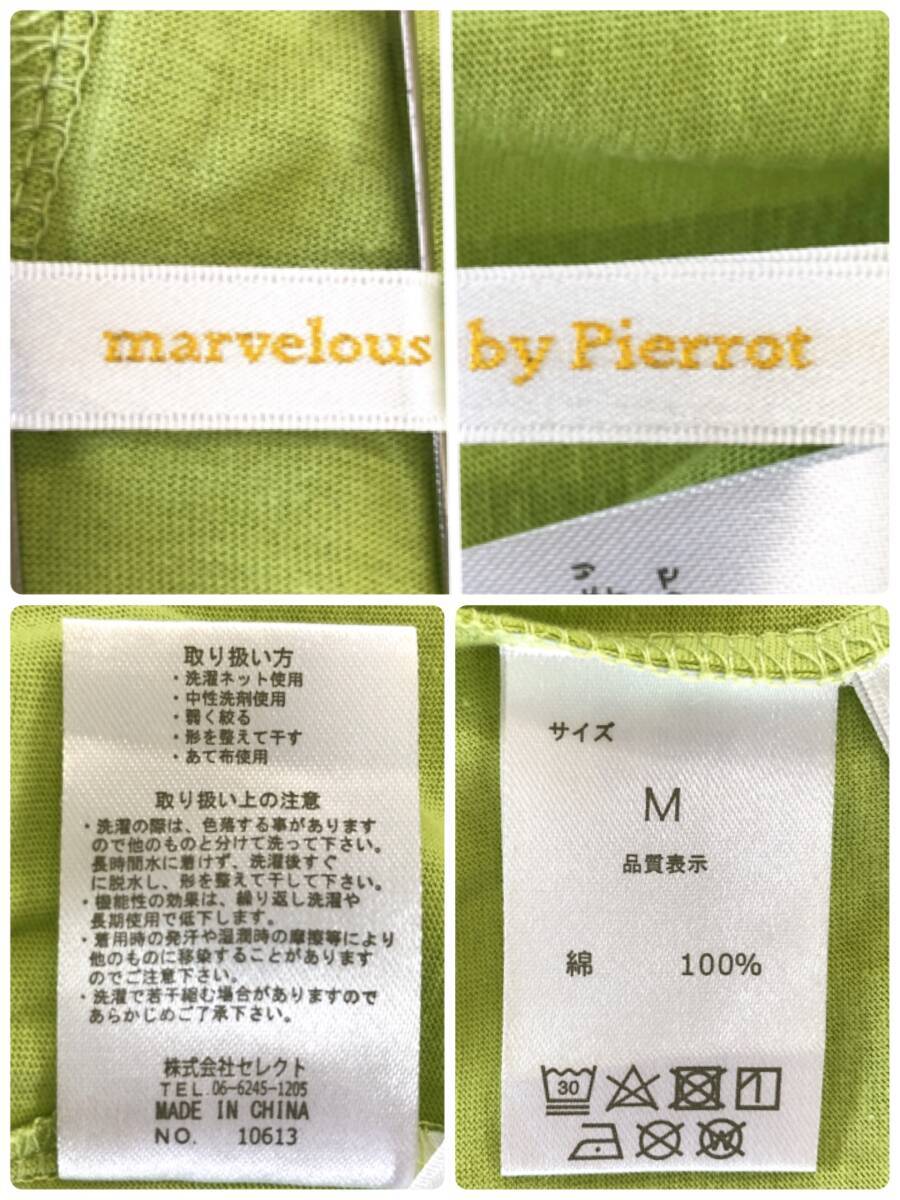 marvelous
by Pierrot
取り扱い方
・洗濯ネット使用
・中性洗剤使用
・弱く絞る
・形を整えて干す
・あて布使用
取り扱い上の注意
・洗濯の際は、色落する事があります
ので他のものと分けて洗って下さい。
長時間水に着けず、洗濯後すぐ
に脱水し、形を整えて干して下さい。
・機能性の効果は、繰り返し洗濯や
長期使用で低下します。
・着用時の発汗や湿潤時の摩擦等により
他のものに移染することがあります
のでご注意下さい。
・洗濯で若干縮む場合がありますので
あらかじめご了承下さい。
株式会社セレクト
TEL.06-6245-1205
MADE IN CHINA
NO. 10613
サイズ
M
品質表示
綿 100%
30
W